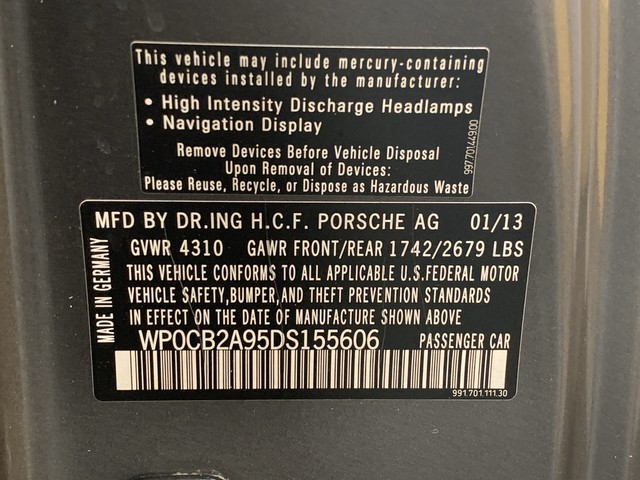 This vehicle may include mercury-containing
devices installed by the manufacturer:
• High Intensity Discharge Headlamps
• Navigation Display
Remove Devices Before Vehicle Disposal
Upon Removal of Devices:
Please Reuse, Recycle, or Dispose as Hazardous Waste
997.701.449.00
MFD BY DR.ING H.C.F. PORSCHE AG 01/13
GVWR 4310 GAWR FRONT/REAR 1742/2679 LBS
THIS VEHICLE CONFORMS TO ALL APPLICABLE U.S.FEDERAL MOTOR
VEHICLE SAFETY,BUMPER,AND THEFT PREVENTION STANDARDS
IN EFFECT ON THE DATE OF MANUFACTURE SHOWN ABOVE
WP0CB2A95DS155606 PASSENGER CAR
MADE IN GERMANY
991.701.111.30